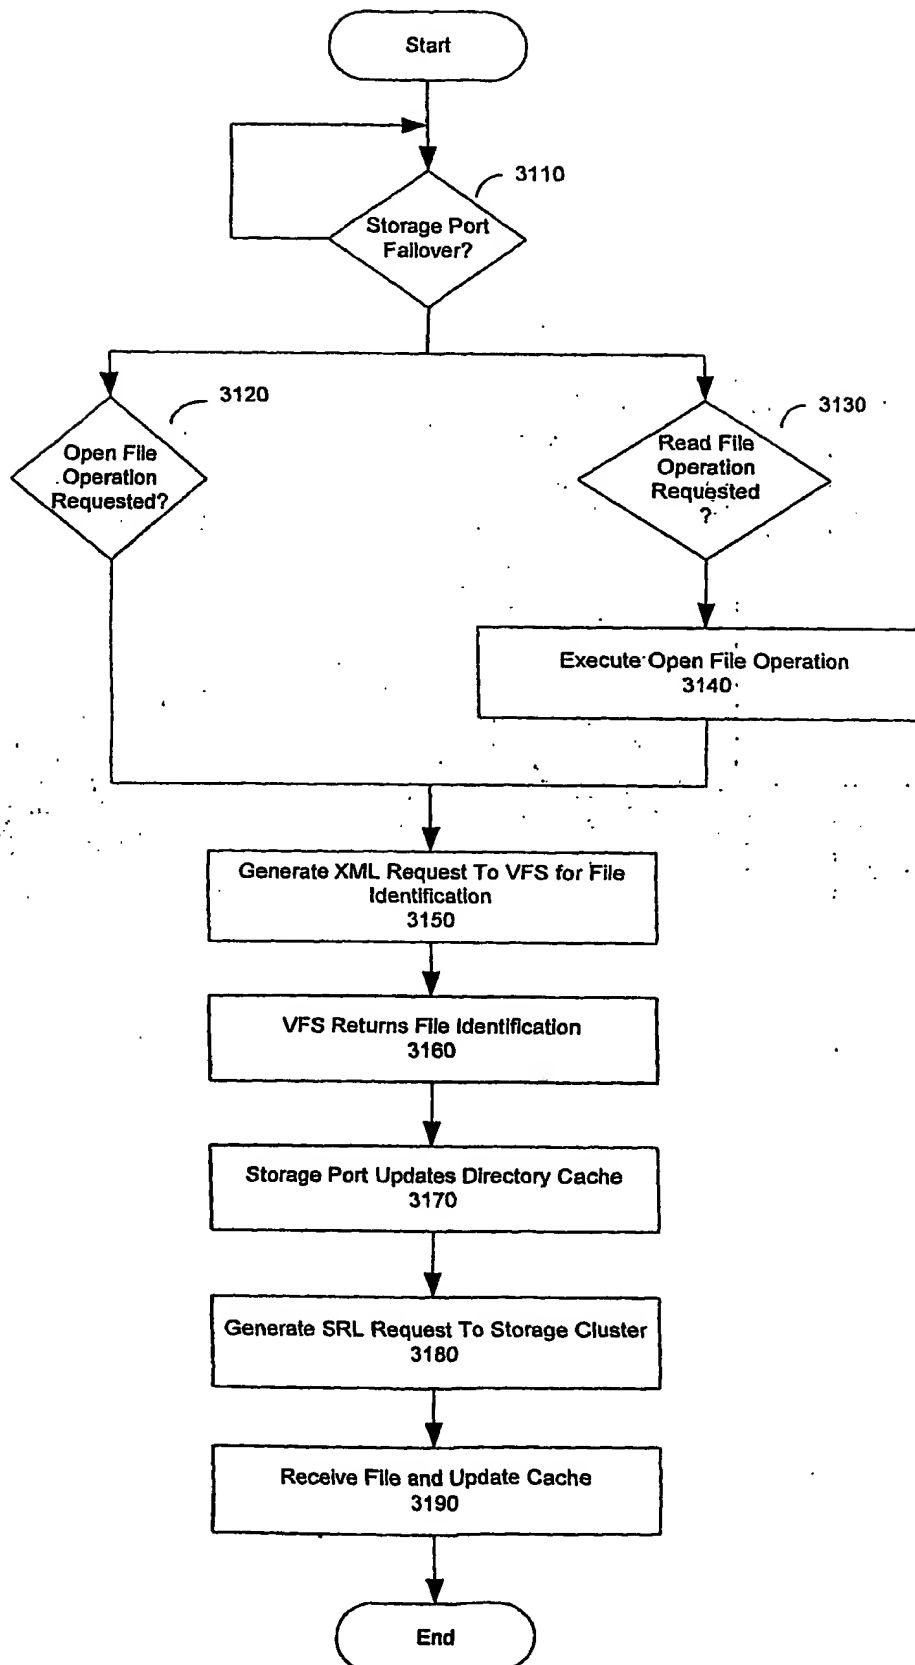 Start
3110
Storage Port
Failover?
3120
3130
Open File
Operation
Requested?
Read File
Operation
Requested
?
Execute Open File Operation
3140
Generate XML Request To VFS for File
Identification
3150
VFS Returns File Identification
3160
Storage Port Updates Directory Cache
3170
Generate SRL Request To Storage Cluster
3180
Receive File and Update Cache
3190
End